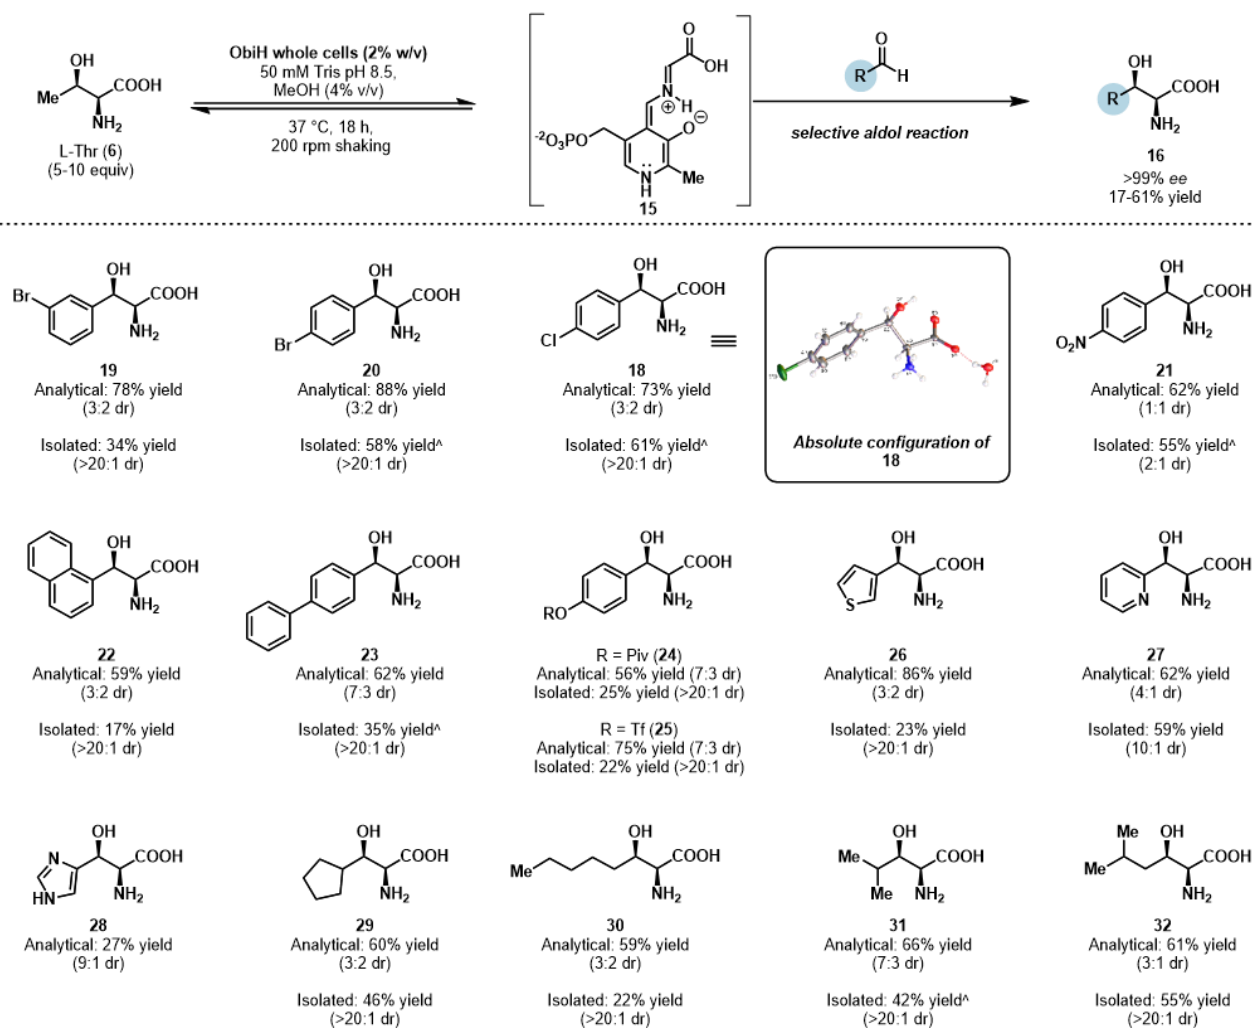 OH
Me
COOH
NH2
L-Thr (6)
(5-10 equiv)
ObiH whole cells (2% w/v)
50 mM Tris pH 8.5,
MeOH (4% v/v)
37 °C, 18 h,
200 rpm shaking
O
OH
N
H
⊕
O⊖
-2O3PO
N
H
Me
15
O
R
H
selective aldol reaction
OH
R
COOH
NH2
16
>99% ee
17-61% yield
OH
Br
COOH
NH2
19
Analytical: 78% yield
(3:2 dr)
Isolated: 34% yield
(>20:1 dr)
OH
COOH
Br
NH2
20
Analytical: 88% yield
(3:2 dr)
Isolated: 58% yield^
(>20:1 dr)
OH
COOH
Cl
NH2
18
Analytical: 73% yield
(3:2 dr)
Isolated: 61% yield^
(>20:1 dr)
Absolute configuration of
18
OH
COOH
O2N
NH2
21
Analytical: 62% yield
(1:1 dr)
Isolated: 55% yield^
(2:1 dr)
OH
COOH
NH2
22
Analytical: 59% yield
(3:2 dr)
Isolated: 17% yield
(>20:1 dr)
OH
COOH
NH2
23
Analytical: 62% yield
(7:3 dr)
Isolated: 35% yield^
(>20:1 dr)
OH
COOH
RO
NH2
R = Piv (24)
Analytical: 56% yield (7:3 dr)
Isolated: 25% yield (>20:1 dr)
R = Tf (25)
Analytical: 75% yield (7:3 dr)
Isolated: 22% yield (>20:1 dr)
OH
COOH
S
NH2
26
Analytical: 86% yield
(3:2 dr)
Isolated: 23% yield
(>20:1 dr)
OH
COOH
N
NH2
27
Analytical: 62% yield
(4:1 dr)
Isolated: 59% yield
(10:1 dr)
OH
N
COOH
HN
NH2
28
Analytical: 27% yield
(9:1 dr)
OH
COOH
NH2
29
Analytical: 60% yield
(3:2 dr)
Isolated: 46% yield
(>20:1 dr)
OH
COOH
Me
NH2
30
Analytical: 59% yield
(3:2 dr)
Isolated: 22% yield
(>20:1 dr)
OH
Me
COOH
Me
NH2
31
Analytical: 66% yield
(7:3 dr)
Isolated: 42% yield^
(>20:1 dr)
Me
OH
COOH
Me
NH2
32
Analytical: 61% yield
(3:1 dr)
Isolated: 55% yield
(>20:1 dr)